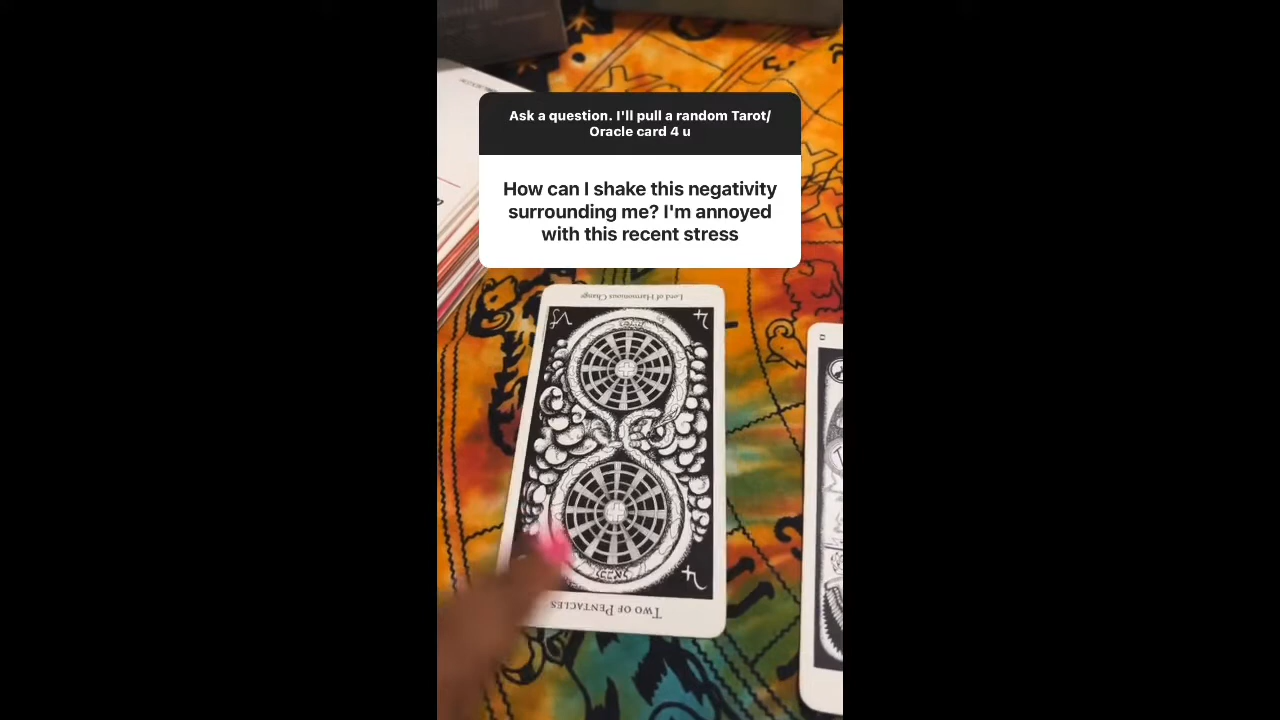 Ask a question. I'll pull a random Tarot/
Oracle card 4 u
How can I shake this negativity
surrounding me? I'm annoyed
with this recent stress
Lord of Harmonious Change
TWO OF PENTACLES